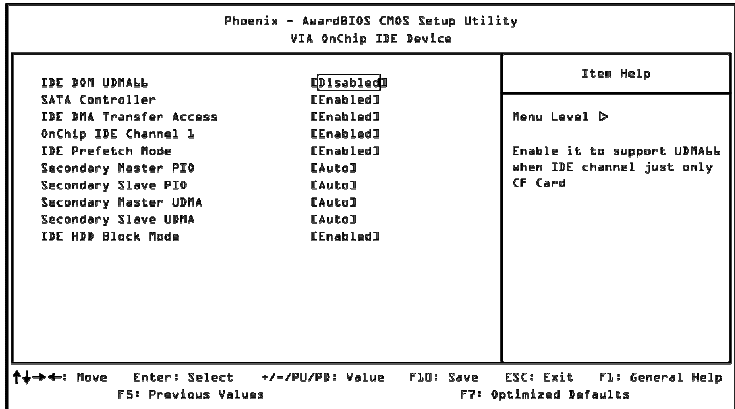 Phoenix - AwardBIOS CMOS Setup Utility
VIA OnChip IDE Device
IDE DOM UDMA66 [Disabled]
SATA Controller [Enabled]
IDE DMA Transfer Access [Enabled]
OnChip IDE Channel 1 [Enabled]
IDE Prefetch Mode [Enabled]
Secondary Master PIO [Auto]
Secondary Slave PIO [Auto]
Secondary Master UDMA [Auto]
Secondary Slave UDMA [Auto]
IDE HDD Block Mode [Enabled]
Item Help
Menu Level ▷
Enable it to support UDMA66
when IDE channel just only
CF Card
↑↓→←: Move Enter: Select +/-/PU/PD: Value F10: Save ESC: Exit F1: General Help
F5: Previous Values F7: Optimized Defaults